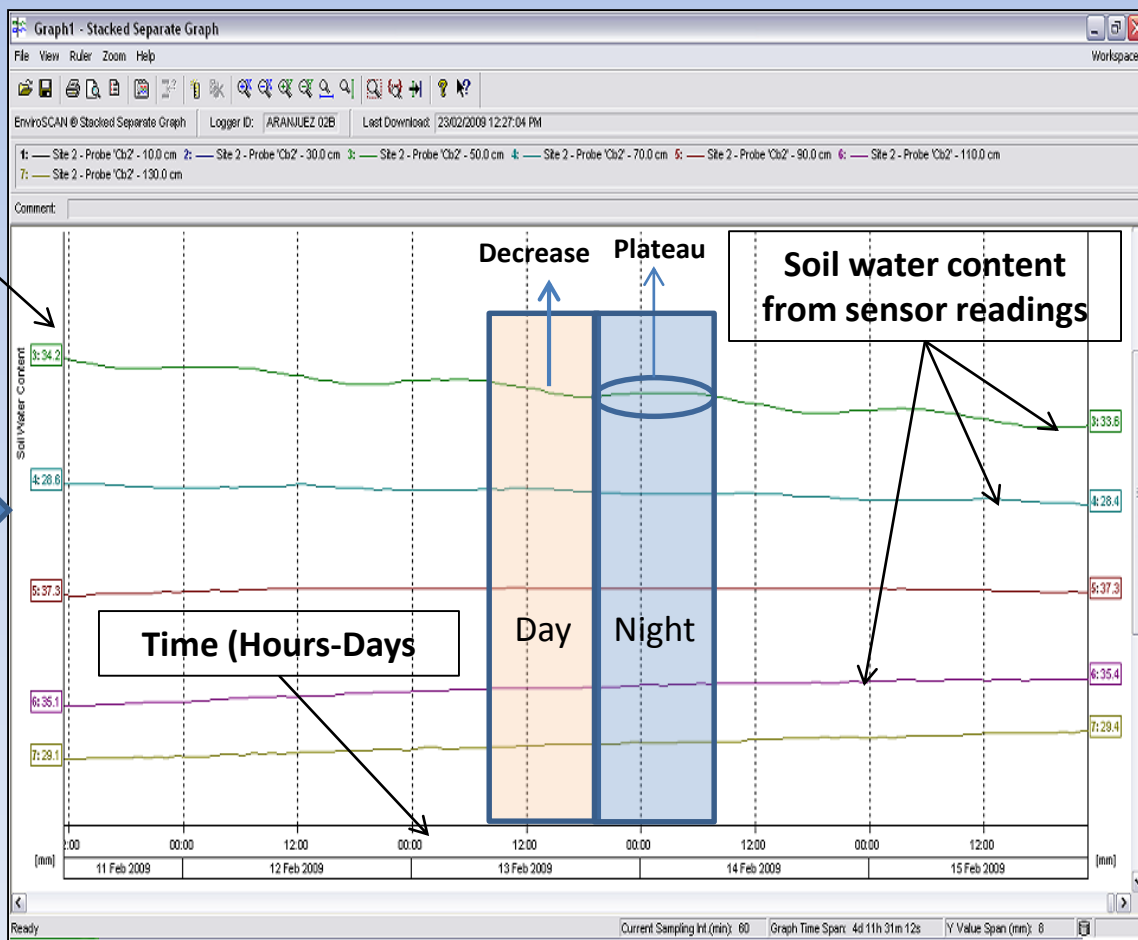 Graph1 - Stacked Separate Graph
File View Ruler Zoom Help
Workspace
EnviroSCAN ® Stacked Separate Graph Logger ID: ARANJUEZ 02B Last Download: 23/02/2009 12:27:04 PM
1: — Site 2 - Probe 'Cb2' - 10.0 cm 2: — Site 2 - Probe 'Cb2' - 30.0 cm 3: — Site 2 - Probe 'Cb2' - 50.0 cm 4: — Site 2 - Probe 'Cb2' - 70.0 cm 5: — Site 2 - Probe 'Cb2' - 90.0 cm 6: — Site 2 - Probe 'Cb2' - 110.0 cm
7: — Site 2 - Probe 'Cb2' - 130.0 cm
Comment:
Decrease Plateau
Soil water content
from sensor readings
Soil Water Content
3: 34.2
3: 33.6
4: 28.6
4: 28.4
5: 37.3
5: 37.3
Day Night
Time (Hours-Days
6: 35.1
6: 35.4
7: 29.1
7: 29.4
2:00 00:00 12:00 00:00 12:00 00:00 12:00 00:00 12:00
[mm] 11 Feb 2009 12 Feb 2009 13 Feb 2009 14 Feb 2009 15 Feb 2009 [mm]
Ready Current Sampling Int.(min): 60 Graph Time Span: 4d 11h 31m 12s Y Value Span (mm): 8